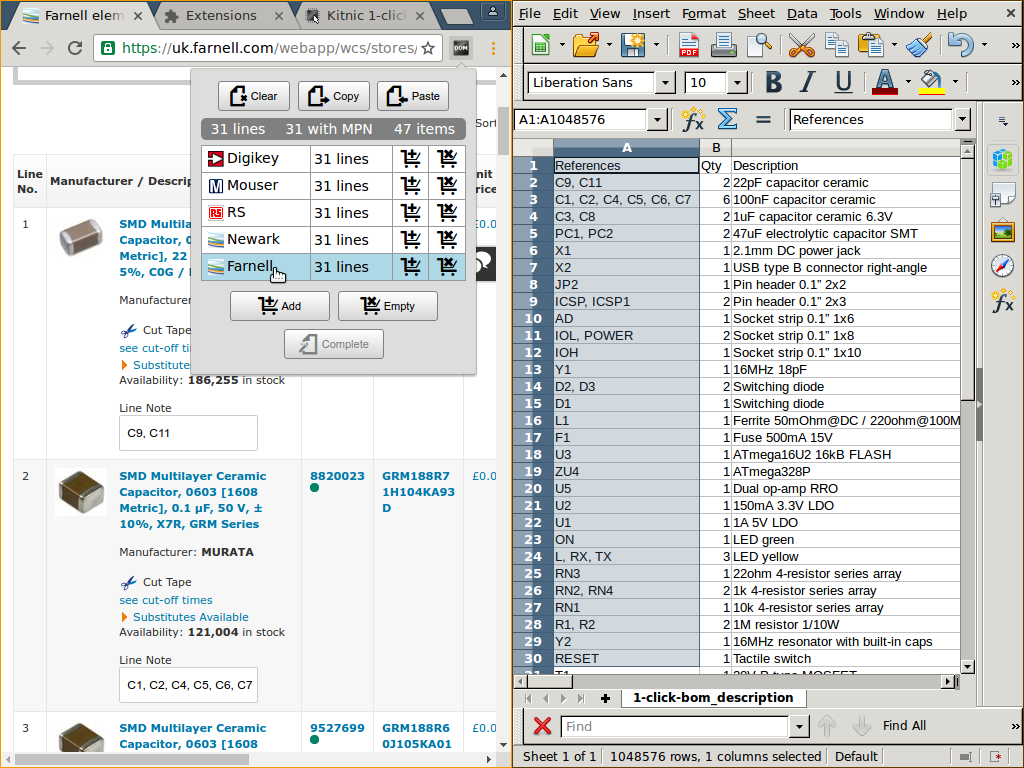 Farnell elem
Extensions
Kitnic 1-clic
https://uk.farnell.com/webapp/wcs/stores/
DOM
Clear
Copy
Paste
31 lines 31 with MPN 47 items
Digikey 31 lines
Mouser 31 lines
RS 31 lines
Newark 31 lines
Farnell 31 lines
Add
Empty
Complete
Sort
Line No.
Manufacturer / Descrip
1
SMD Multila
Capacitor, 0
Metric], 22
5%, C0G / 
£0.0
Manufacturer
Cut Tape
see cut-off ti
Substitutes
Availability: 186,255 in stock
Line Note
C9, C11
2
SMD Multilayer Ceramic
Capacitor, 0603 [1608
Metric], 0.1 µF, 50 V, ±
10%, X7R, GRM Series
8820023
GRM188R7
1H104KA93
D
£0.0
Manufacturer: MURATA
Cut Tape
see cut-off times
Substitutes Available
Availability: 121,004 in stock
Line Note
C1, C2, C4, C5, C6, C7
3
SMD Multilayer Ceramic
Capacitor, 0603 [1608
9527699
GRM188R6
0J105KA01
£0.0
File Edit View Insert Format Sheet Data Tools Window Help
PDF
Liberation Sans 10 B I U A
A1:A1048576
fx Σ =
References
A B
1 References Qty Description
2 C9, C11 2 22pF capacitor ceramic
3 C1, C2, C4, C5, C6, C7 6 100nF capacitor ceramic
4 C3, C8 2 1uF capacitor ceramic 6.3V
5 PC1, PC2 2 47uF electrolytic capacitor SMT
6 X1 1 2.1mm DC power jack
7 X2 1 USB type B connector right-angle
8 JP2 1 Pin header 0.1” 2x2
9 ICSP, ICSP1 2 Pin header 0.1” 2x3
10 AD 1 Socket strip 0.1” 1x6
11 IOL, POWER 2 Socket strip 0.1” 1x8
12 IOH 1 Socket strip 0.1” 1x10
13 Y1 1 16MHz 18pF
14 D2, D3 2 Switching diode
15 D1 1 Switching diode
16 L1 1 Ferrite 50mOhm@DC / 220ohm@100M
17 F1 1 Fuse 500mA 15V
18 U3 1 ATmega16U2 16kB FLASH
19 ZU4 1 ATmega328P
20 U5 1 Dual op-amp RRO
21 U2 1 150mA 3.3V LDO
22 U1 1 1A 5V LDO
23 ON 1 LED green
24 L, RX, TX 3 LED yellow
25 RN3 1 22ohm 4-resistor series array
26 RN2, RN4 2 1k 4-resistor series array
27 RN1 1 10k 4-resistor series array
28 R1, R2 2 1M resistor 1/10W
29 Y2 1 16MHz resonator with built-in caps
30 RESET 1 Tactile switch
1-click-bom_description
Find
Find All
Sheet 1 of 1 1048576 rows, 1 columns selected Default